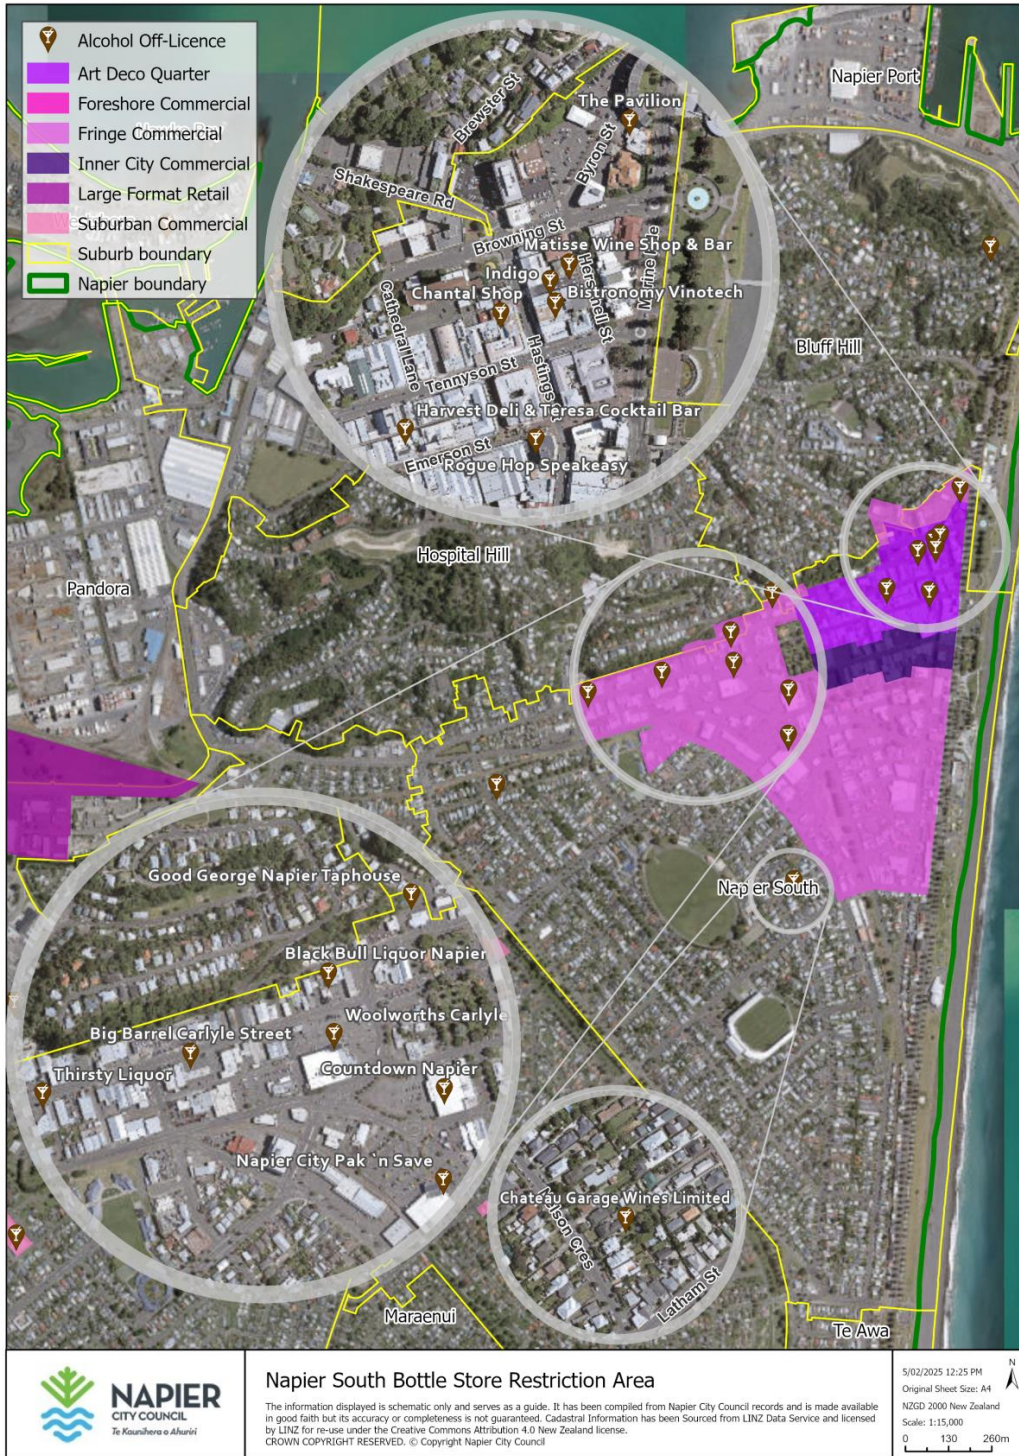 Alcohol Off-Licence
Art Deco Quarter
Foreshore Commercial
Fringe Commercial
Inner City Commercial
Large Format Retail
Suburban Commercial
Suburb boundary
Napier boundary
Napier Port
The Pavilion
Brewster St
Byron St
Shakespeare Rd
Browning St
Matisse Wine Shop & Bar
Indigo
Bistronomy Vinotech
Chantal Shop
Cathedral Lane
Tennyson St
Harvest Deli & Teresa Cocktail Bar
Emerson St
Rogue Hop Speakeasy
Bluff Hill
Hospital Hill
Pandora
Napier South
Good George Napier Taphouse
Black Bull Liquor Napier
Woolworths Carlyle
Big Barrel Carlyle Street
Countdown Napier
Thirsty Liquor
Napier City Pak 'n Save
Chateau Garage Wines Limited
Latham St
Maraenui
Te Awa
NAPIER
CITY COUNCIL
Te Kaunihera o Ahuriri
Napier South Bottle Store Restriction Area
The information displayed is schematic only and serves as a guide. It has been compiled from Napier City Council records and is made available
in good faith but its accuracy or completeness is not guaranteed. Cadastral Information has been Sourced from LINZ Data Service and licensed
by LINZ for re-use under the Creative Commons Attribution 4.0 New Zealand license.
CROWN COPYRIGHT RESERVED. © Copyright Napier City Council
5/02/2025 12:25 PM
Original Sheet Size: A4
NZGD 2000 New Zealand
Scale: 1:15,000
0 130 260m
N